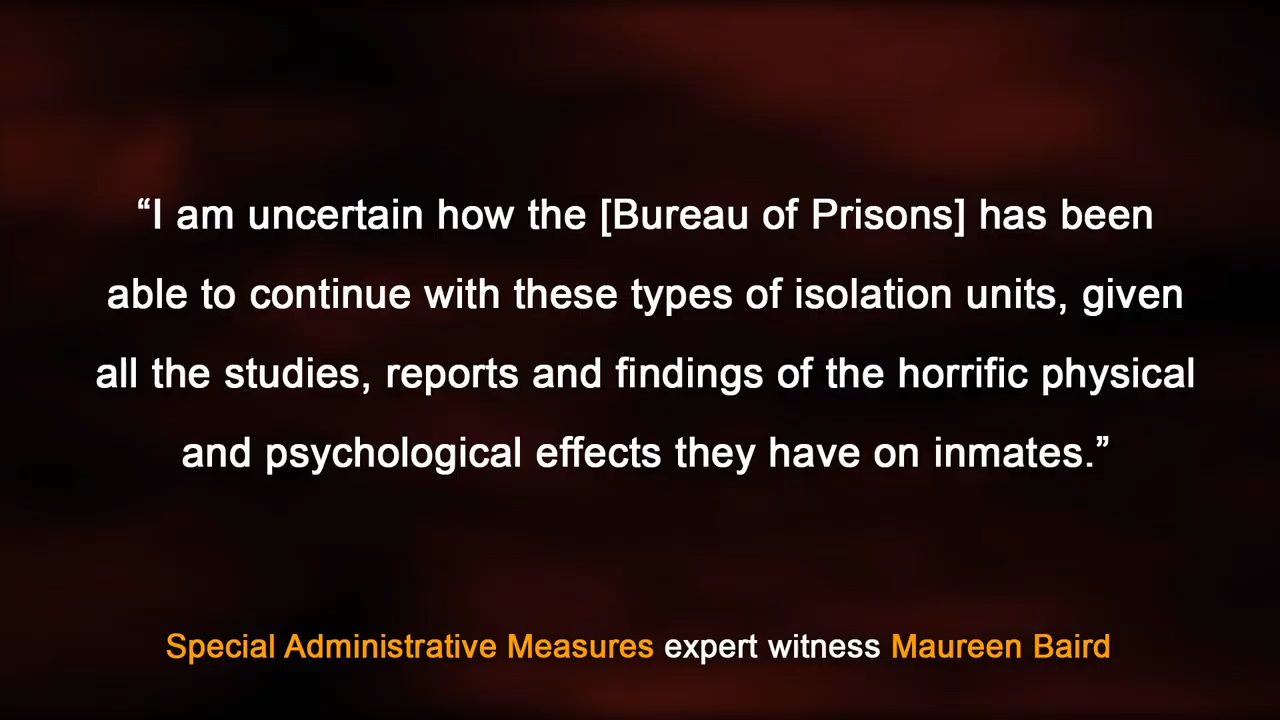 “I am uncertain how the [Bureau of Prisons] has been
able to continue with these types of isolation units, given
all the studies, reports and findings of the horrific physical
and psychological effects they have on inmates.”
Special Administrative Measures expert witness Maureen Baird